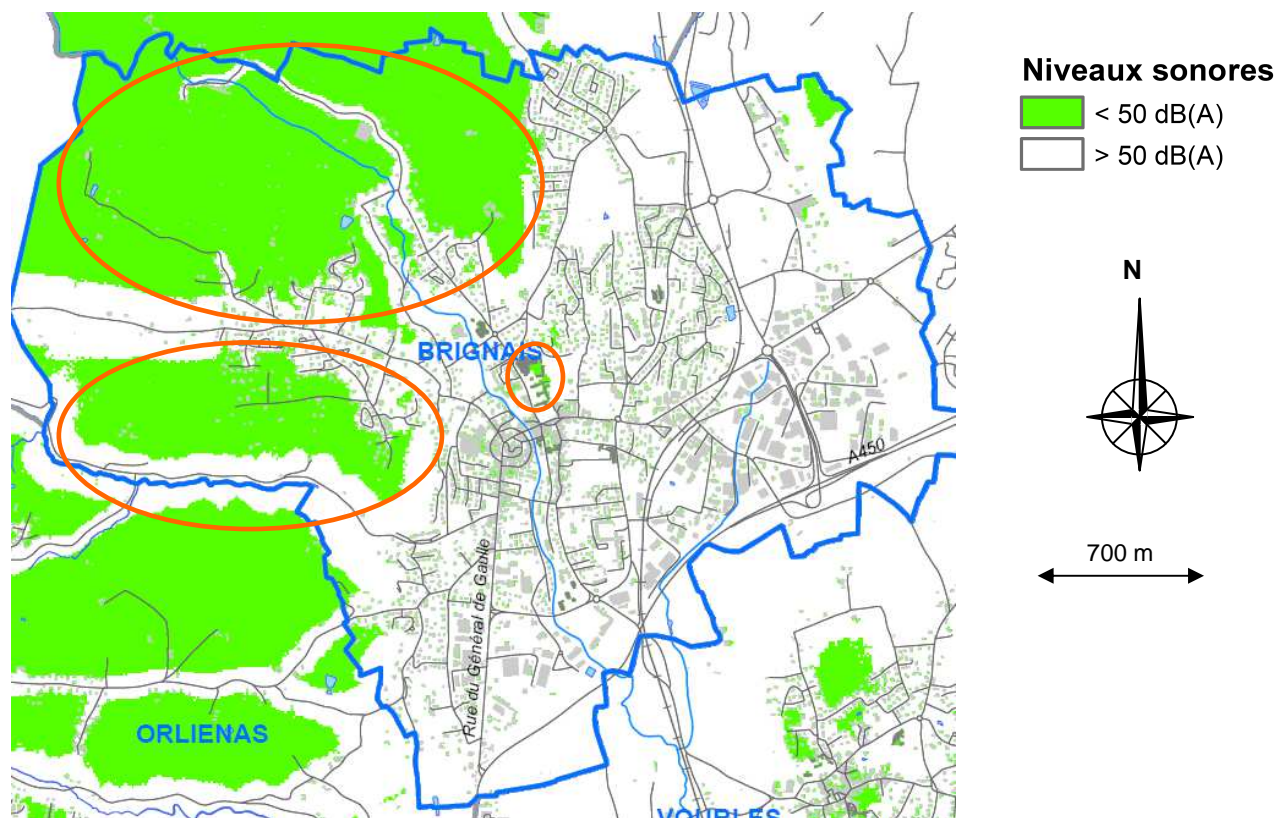 Niveaux sonores
< 50 dB(A)
> 50 dB(A)
N
700 m
BRIGNAIS
A450
Rue du Général de Gaulle
ORLIENAS
VOURLES